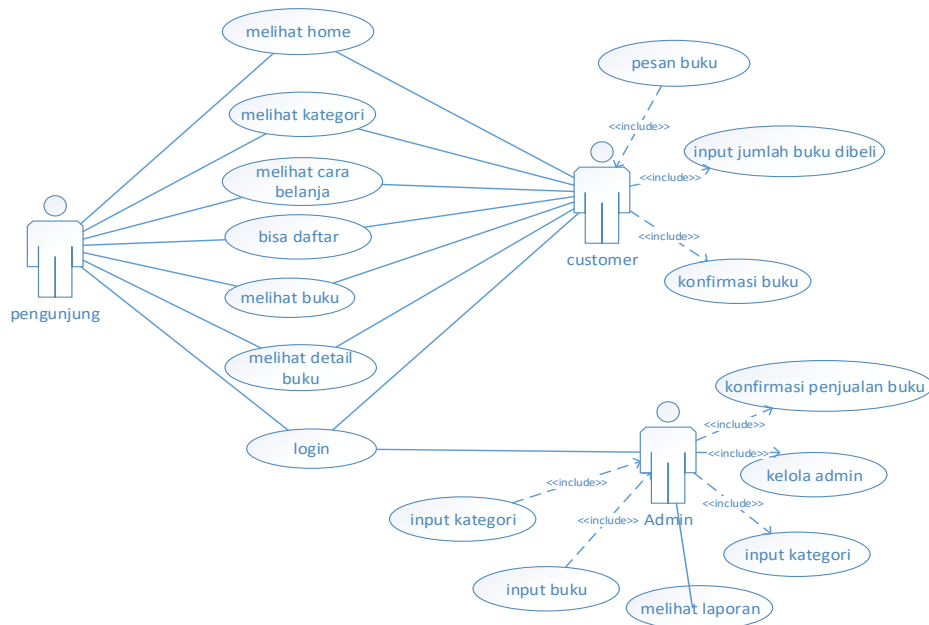 melihat home
pesan buku
melihat kategori
<<include>>
input jumlah buku dibeli
melihat cara
belanja
<<include>>
bisa daftar
<<include>>
customer
konfirmasi buku
melihat buku
pengunjung
melihat detail
buku
konfirmasi penjualan buku
<<include>>
login
<<include>>
kelola admin
<<include>>
<<include>>
input kategori
<<include>>
Admin
input kategori
input buku
melihat laporan